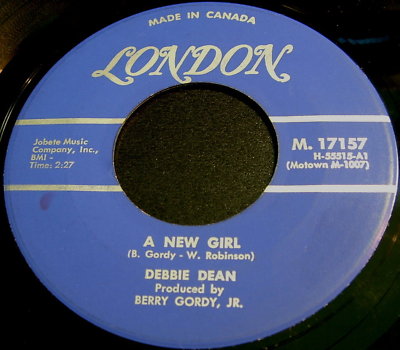 MADE IN CANADA
LONDON
Jobete Music
Company, Inc.,
BMI -
Time: 2:27
M. 17157
H-55515-A1
(Motown M-1007)
A NEW GIRL
(B. Gordy - W. Robinson)
DEBBIE DEAN
Produced by
BERRY GORDY, JR.